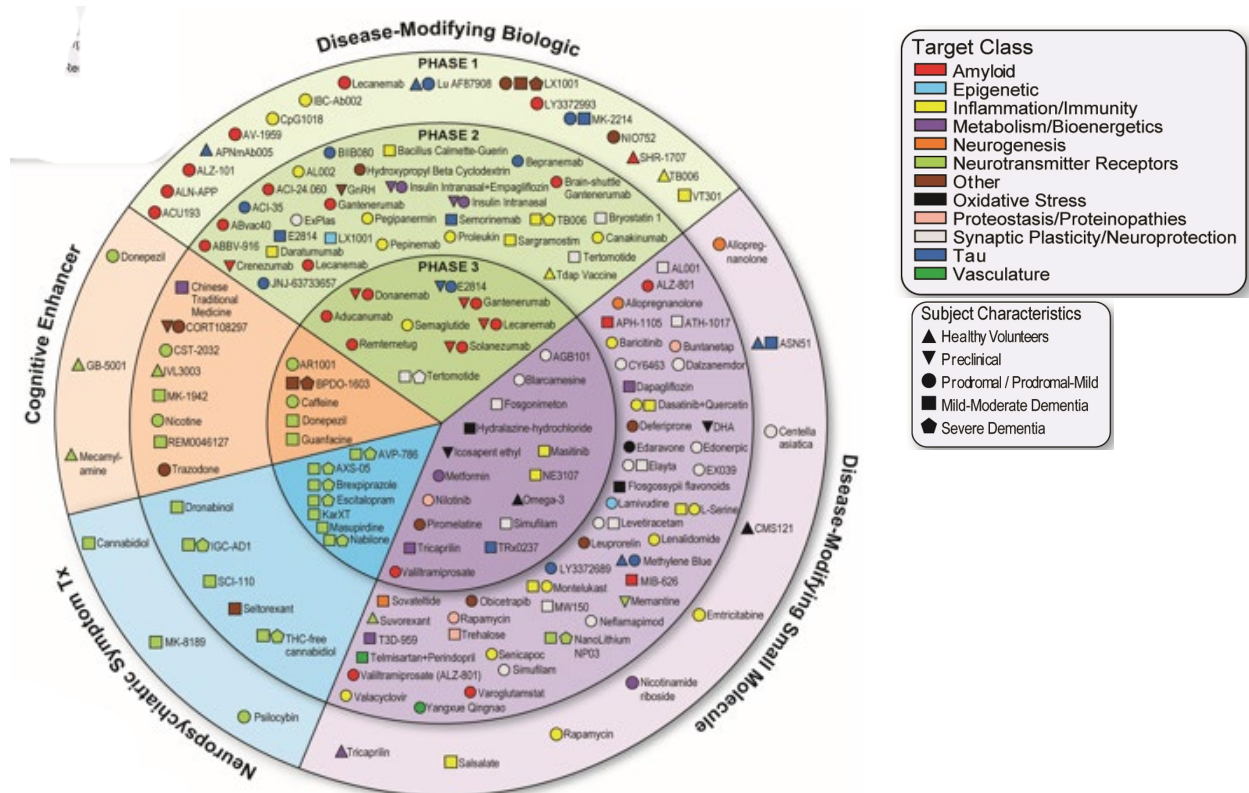 Disease-Modifying Biologic
PHASE 1
Lecanemab
Lu AF87908
LX1001
IBC-Ab002
LY3372993
CpG1018
MK-2214
AV-1959
NIO752
APNmAb005
SHR-1707
ALZ-101
TB006
ALN-APP
VT301
ACU193
PHASE 2
BIIB080
Bacillus Calmette-Guerin
Bepranemab
AL002
Hydroxypropyl Beta Cyclodextrin
ACI-24.060
GnRH
Insulin Intranasal+Empagliflozin
Brain-shuttle
Gantenerumab
ACI-35
Gantenerumab
Insulin Intranasal
ABvac40
ExPlas
Pegipanermin
Semorinemab
TB006
Bryostatin 1
ABBV-916
E2814
LX1001
Pepinemab
Proleukin
Sargramostim
Canakinumab
Daratumumab
Crenezumab
Lecanemab
Tertomotide
JNJ-63733657
Tdap Vaccine
PHASE 3
Donanemab
E2814
Gantenerumab
Aducanumab
Semaglutide
Lecanemab
Remternetug
Solanezumab
Tertomotide
Cognitive Enhancer
Donepezil
GB-5001
Mecamyl-
amine
Chinese
Traditional
Medicine
CORT108297
CST-2032
JVL3003
MK-1942
Nicotine
REM0046127
Trazodone
AR1001
BPDO-1603
Caffeine
Donepezil
Guanfacine
Neuropsychiatric Symptom Tx
AVP-786
AXS-05
Brexpiprazole
Escitalopram
KarXT
Masupirdine
Nabilone
Dronabinol
IGC-AD1
SCI-110
Seltorexant
THC-free
cannabidiol
Cannabidiol
MK-8189
Psilocybin
Disease-Modifying Small Molecule
AGB101
Blarcamesine
Fosgonimeton
Hydralazine-hydrochloride
Icosapent ethyl
Masitinib
Metformin
NE3107
Nilotinib
Omega-3
Piromelatine
Simufilam
Tricaprilin
TRx0237
Valiltramiprosate
AL001
ALZ-801
Allopregnanolone
APH-1105
ATH-1017
Baricitinib
Buntanetap
CY6463
Dalzanemdor
Dapagliflozin
Dasatinib+Quercetin
Deferiprone
DHA
Edaravone
Edonerpic
Elayta
EX039
Flosgossypii flavonoids
Lamivudine
L-Serine
Levetiracetam
Leuprorelin
Lenalidomide
LY3372689
Methylene Blue
Montelukast
MIB-626
MW150
Memantine
Sovateltide
Obicetrapib
Neflamapimod
Suvorexant
Rapamycin
T3D-959
Trehalose
NanoLithium
NP03
Telmisartan+Perindopril
Senicapoc
Simufilam
Valiltramiprosate (ALZ-801)
Valacyclovir
Varoglutamstat
Yangxue Qingnao
Allopreg-
nanolone
ASN51
Centella
asiatica
CMS121
Emtricitabine
Nicotinamide
riboside
Rapamycin
Salsalate
Tricaprilin
Target Class
Amyloid
Epigenetic
Inflammation/Immunity
Metabolism/Bioenergetics
Neurogenesis
Neurotransmitter Receptors
Other
Oxidative Stress
Proteostasis/Proteinopathies
Synaptic Plasticity/Neuroprotection
Tau
Vasculature
Subject Characteristics
Healthy Volunteers
Preclinical
Prodromal / Prodromal-Mild
Mild-Moderate Dementia
Severe Dementia